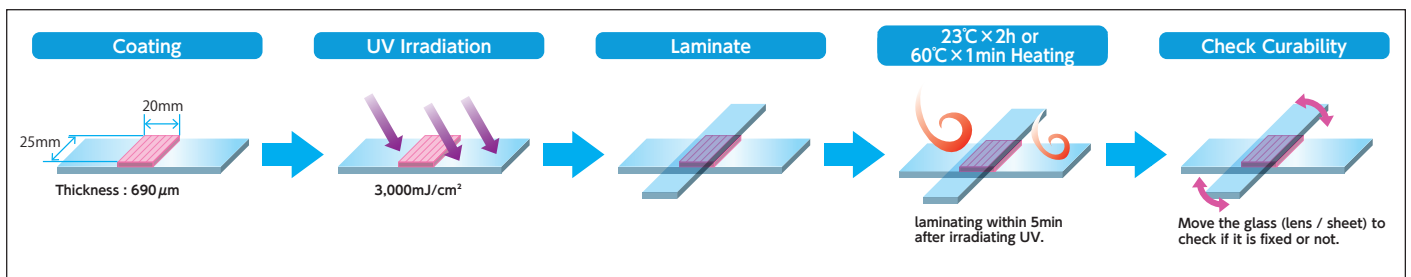 Coating
UV Irradiation
Laminate
23℃×2h or
60℃×1min Heating
Check Curability
20mm
25mm
Thickness : 690μm
3,000mJ/cm²
laminating within 5min
after irradiating UV.
Move the glass (lens / sheet) to
check if it is fixed or not.